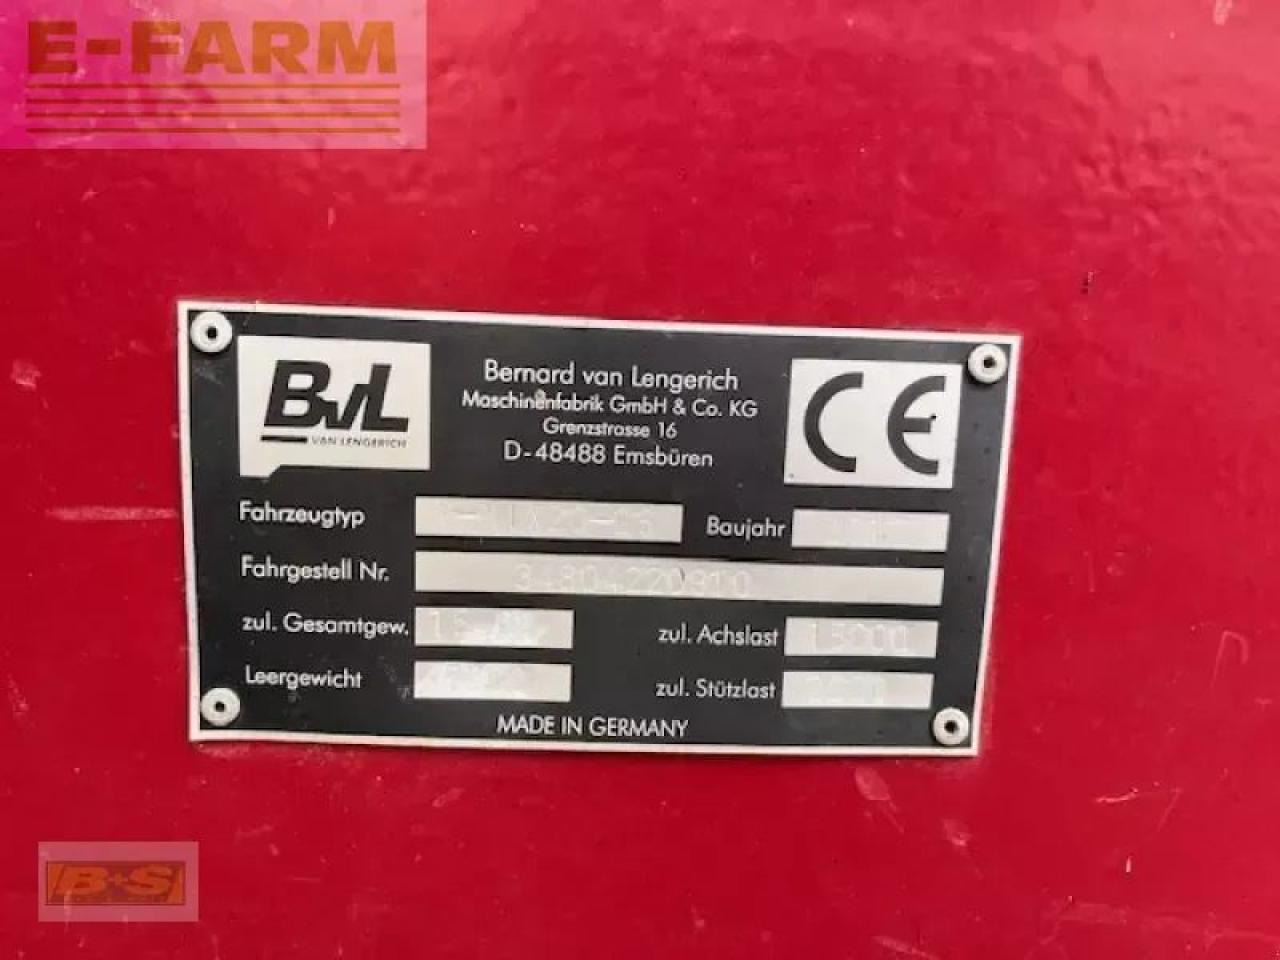 E-FARM
BvL
VAN LENGERICH
Bernard van Lengerich
Maschinenfabrik GmbH & Co. KG
Grenzstrasse 16
D-48488 Emsbüren
CE
Fahrzeugtyp
Baujahr
Fahrgestell Nr.
zul. Gesamtgew.
zul. Achslast 13000
Leergewicht
zul. Stützlast
MADE IN GERMANY
B+S